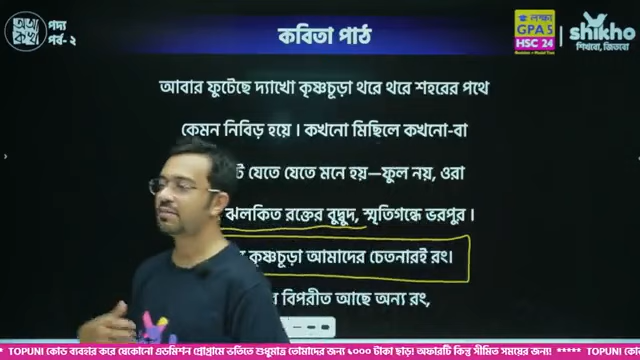 পদ্য
পর্ব- ২
কবিতা পাঠ
লক্ষ্য
GPA 5
HSC 24
shikho
শিখবো, জিতবো
আবার ফুটেছে দ্যাখো কৃষ্ণচূড়া থরে থরে শহরের পথে
কেমন নিবিড় হয়ে । কখনো মিছিলে কখনো-বা
যেতে যেতে মনে হয়—ফুল নয়, ওরা
ঝলকিত রক্তের বুদ্বুদ, স্মৃতিগন্ধে ভরপুর ।
কৃষ্ণচূড়া আমাদের চেতনারই রং।
বিপরীত আছে অন্য রং,
* TOPUNI কোড ব্যবহার করে যেকোনো এডমিশন প্রোগ্রামে ভর্তিতে শুধুমাত্র তোমাদের জন্য ১০০০ টাকা ছাড়! অফারটি কিন্তু সীমিত সময়ের জন্য! ***** TOPUNI কোড